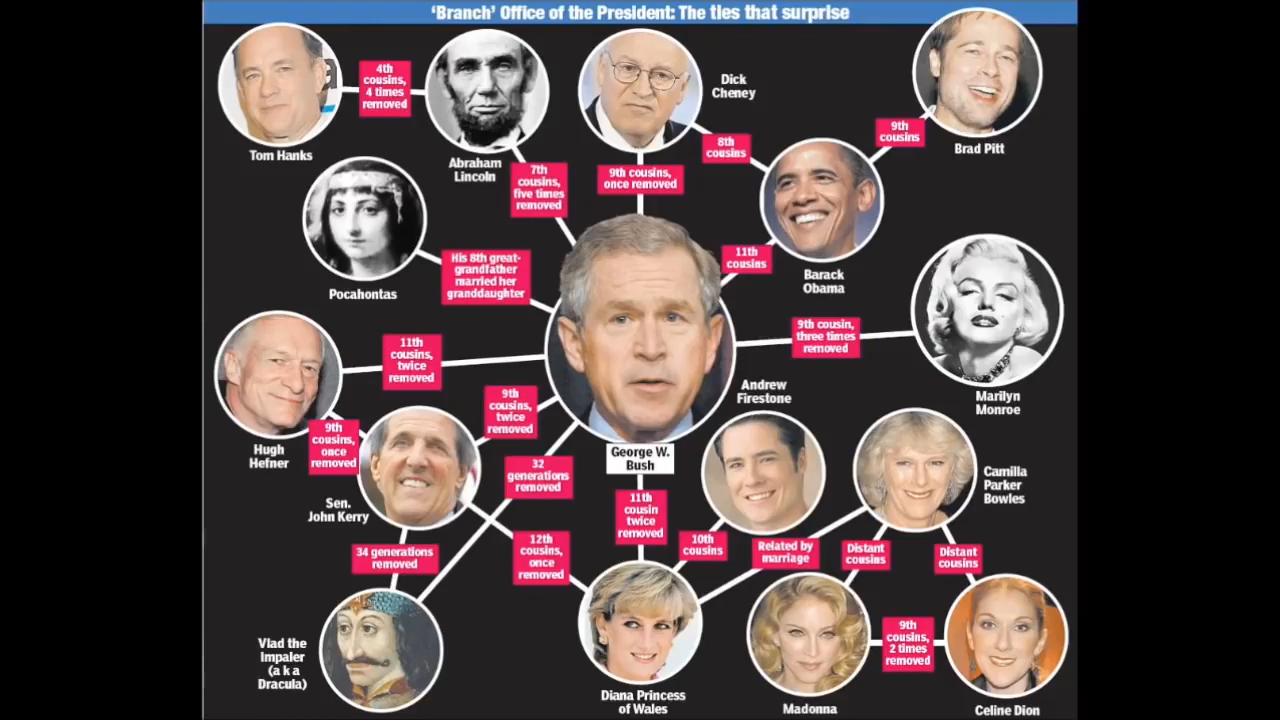 'Branch' Office of the President: The ties that surprise
Tom Hanks
4th
cousins,
4 times
removed
Abraham
Lincoln
Dick
Cheney
8th
cousins
9th
cousins
Brad Pitt
7th
cousins,
five times
removed
9th cousins,
once removed
Pocahontas
His 8th great-
grandfather
married her
granddaughter
11th
cousins
Barack
Obama
9th cousin,
three times
removed
Marilyn
Monroe
11th
cousins,
twice
removed
Hugh
Hefner
9th
cousins,
once
removed
9th
cousins,
twice
removed
Sen.
John Kerry
George W.
Bush
Andrew
Firestone
Camilla
Parker
Bowles
32
generations
removed
11th
cousin
twice
removed
34 generations
removed
12th
cousins,
once
removed
10th
cousins
Related by
marriage
Distant
cousins
Distant
cousins
Vlad the
Impaler
(a k a
Dracula)
Diana Princess
of Wales
Madonna
9th
cousins,
2 times
removed
Celine Dion